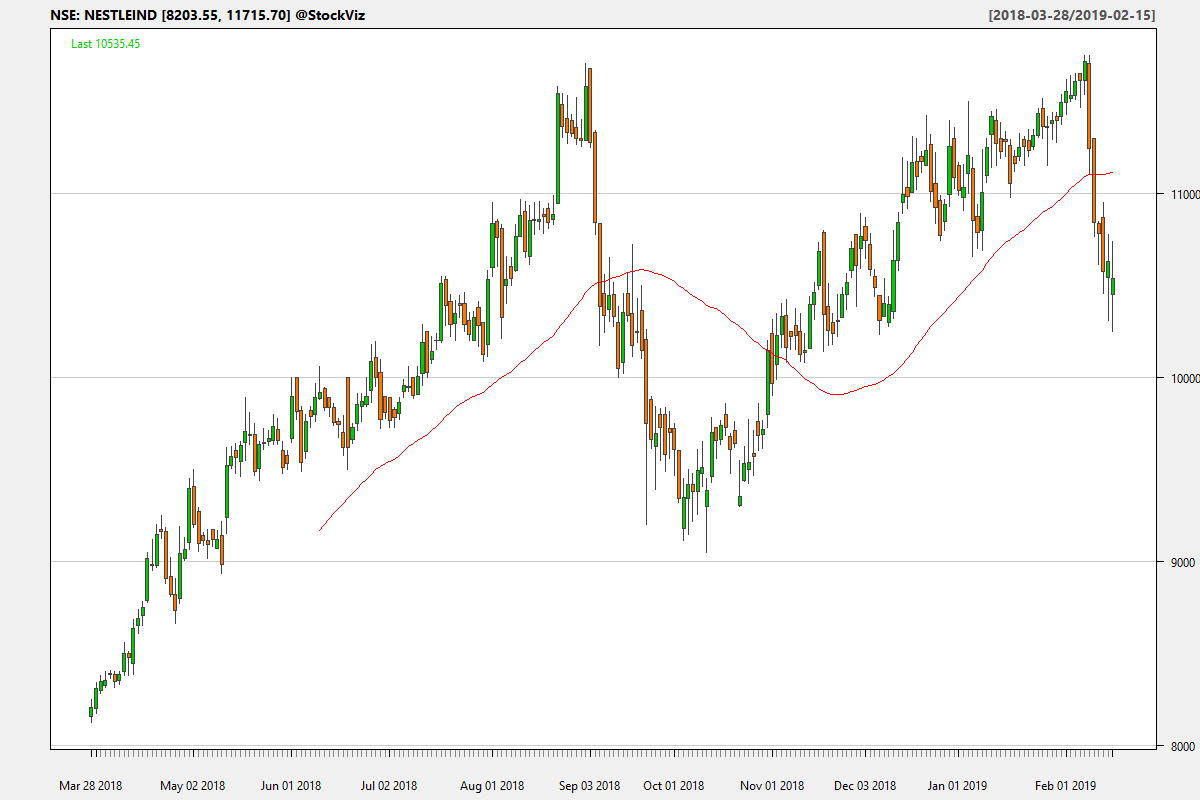 NSE: NESTLEIND [8203.55, 11715.70] @StockViz
[2018-03-28/2019-02-15]
Last 10535.45
11000
10000
9000
8000
Mar 28 2018
May 02 2018
Jun 01 2018
Jul 02 2018
Aug 01 2018
Sep 03 2018
Oct 01 2018
Nov 01 2018
Dec 03 2018
Jan 01 2019
Feb 01 2019